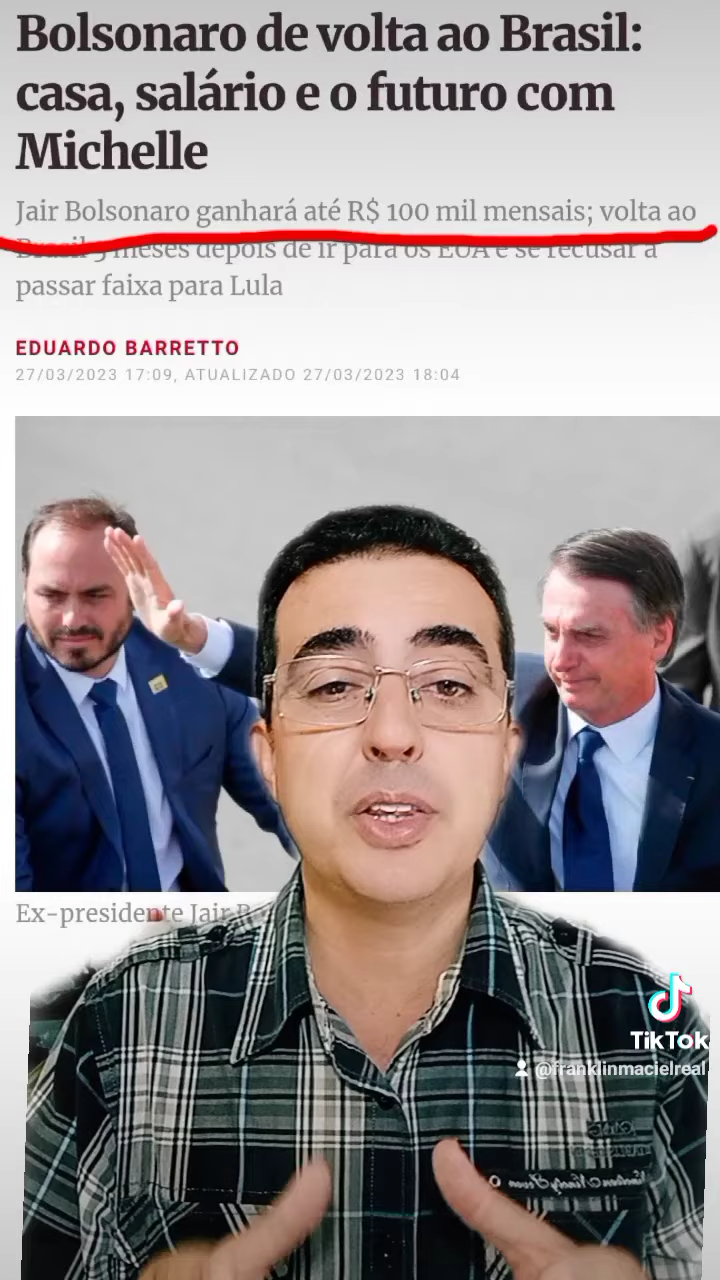 Bolsonaro de volta ao Brasil:
casa, salário e o futuro com
Michelle
Jair Bolsonaro ganhará até R$ 100 mil mensais; volta ao
Brasil 3 meses depois de ir para os EUA e se recusar a
passar faixa para Lula
EDUARDO BARRETTO
27/03/2023 17:09, ATUALIZADO 27/03/2023 18:04
Ex-presidente Jair B
TikTok
@franklinmacielreal